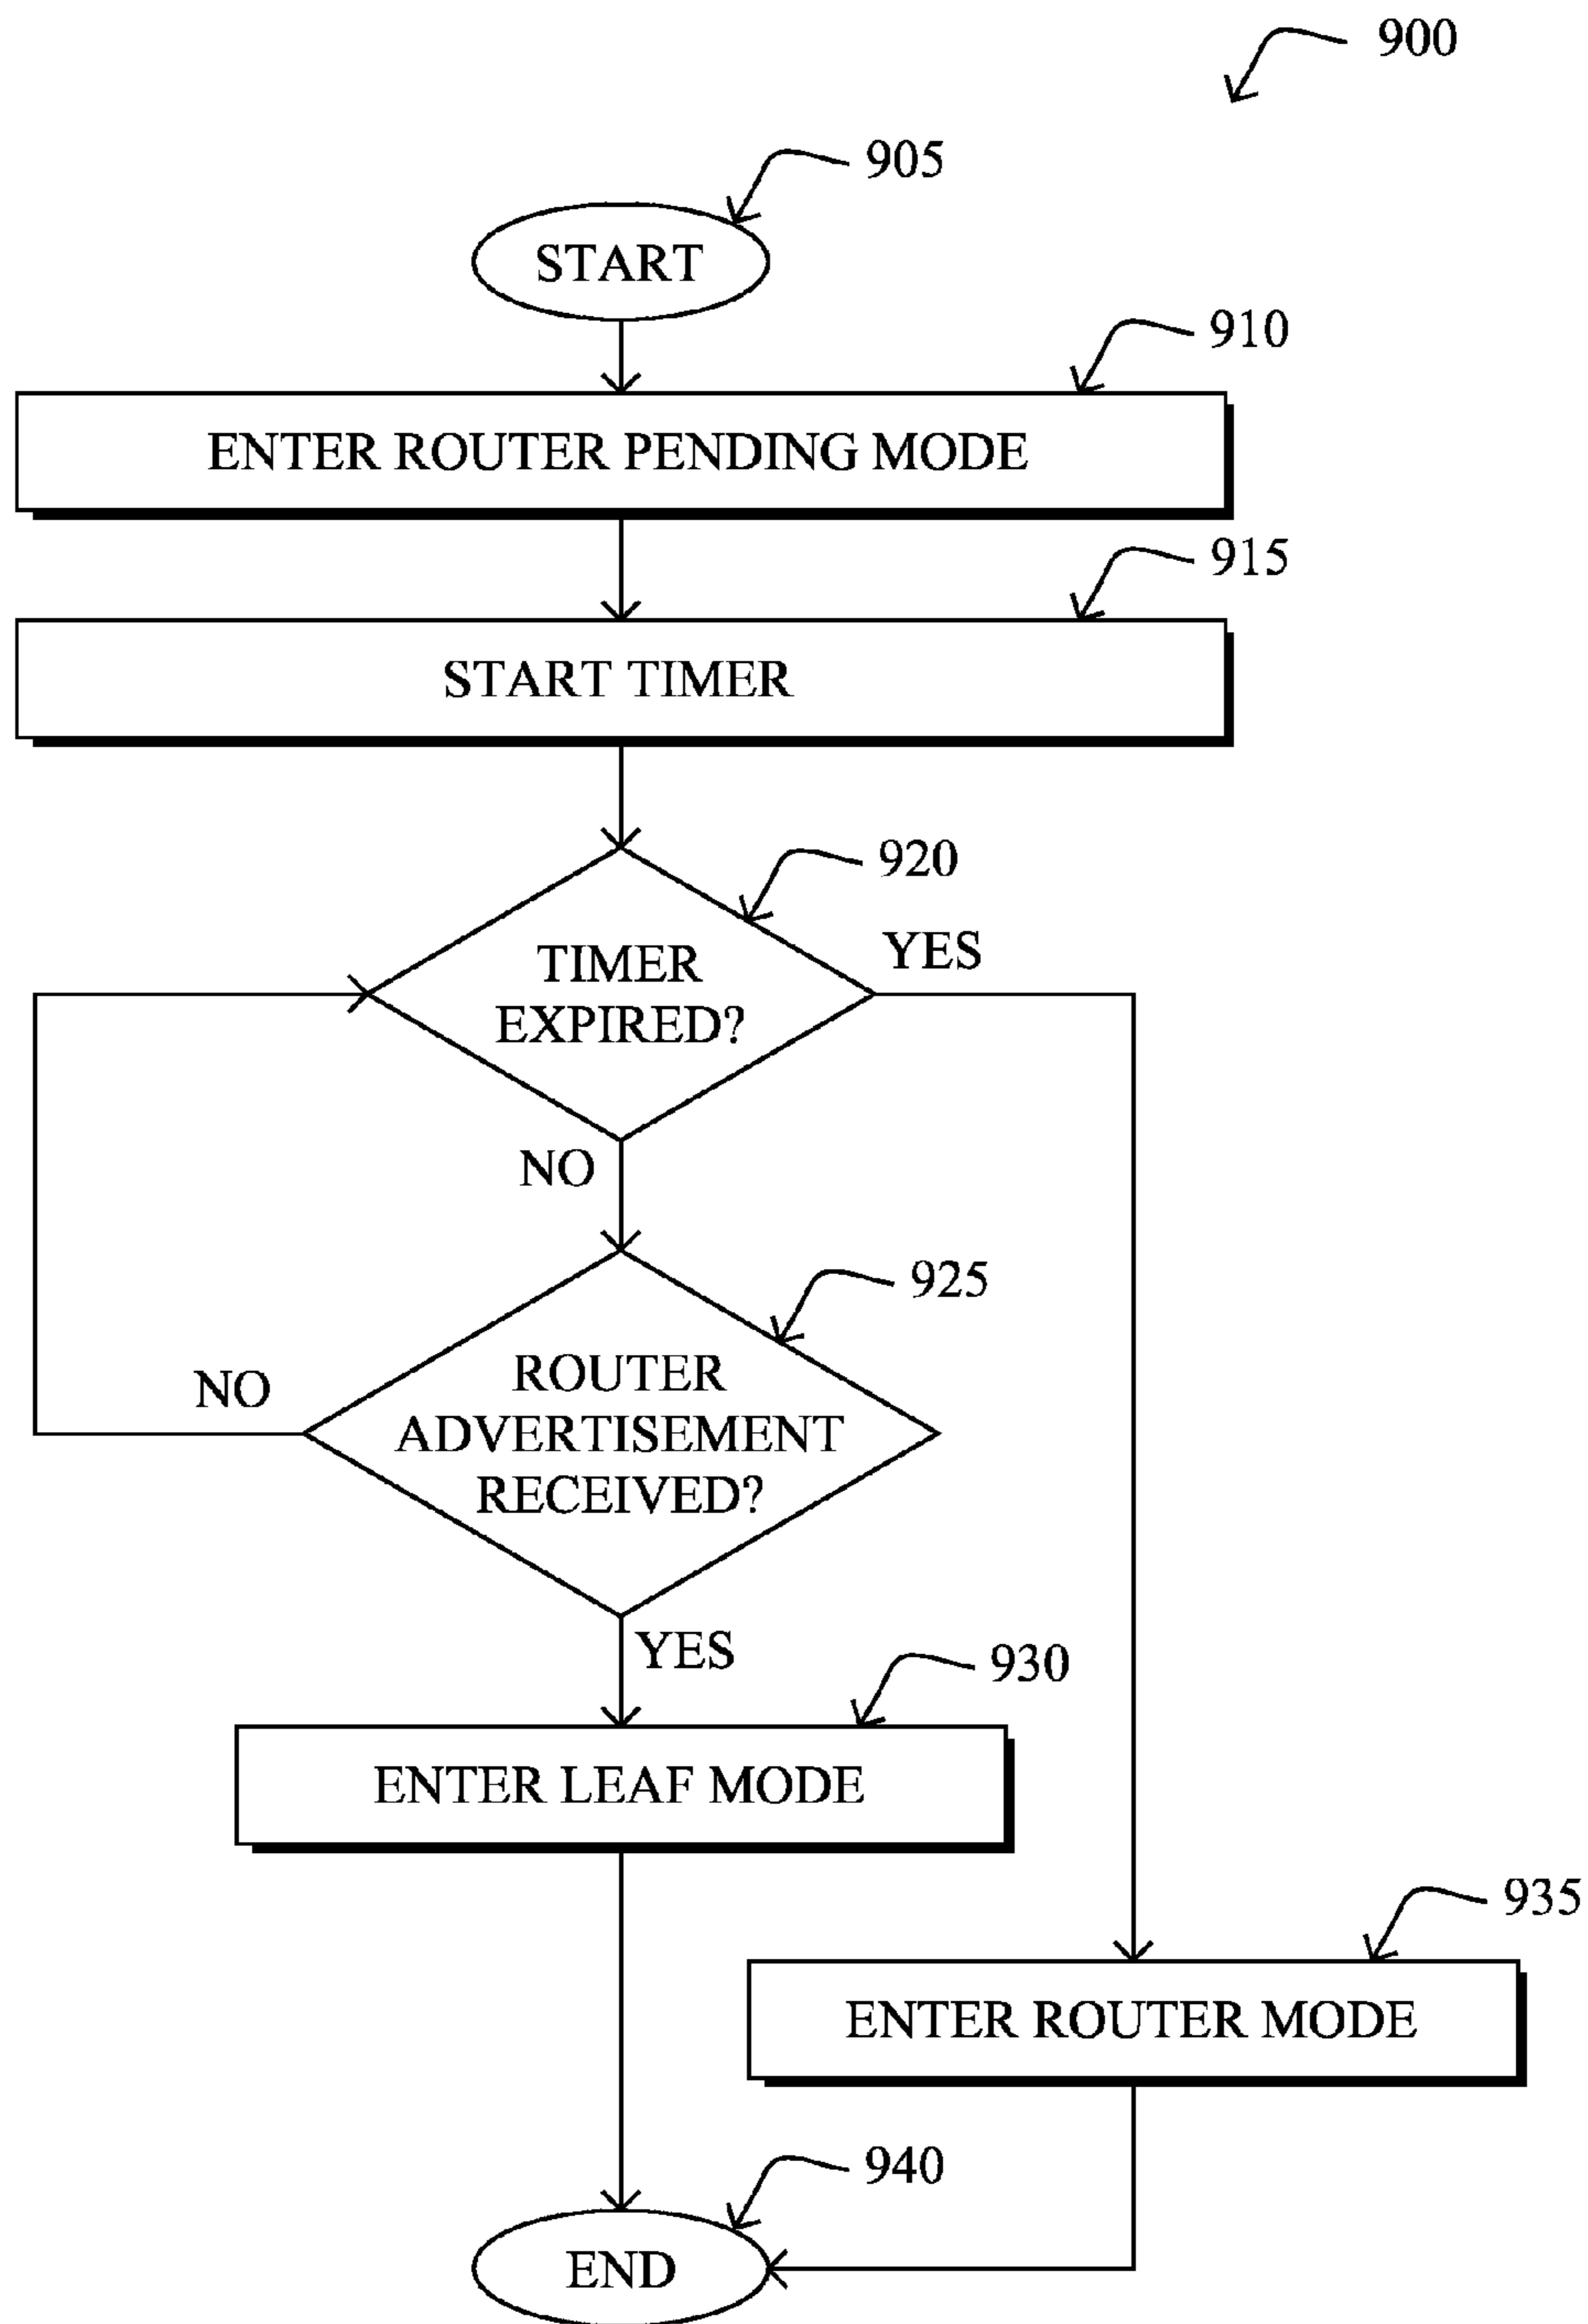 900
905
START
910
ENTER ROUTER PENDING MODE
915
START TIMER
920
TIMER
EXPIRED?
YES
NO
925
ROUTER
ADVERTISEMENT
RECEIVED?
NO
YES
930
ENTER LEAF MODE
935
ENTER ROUTER MODE
940
END